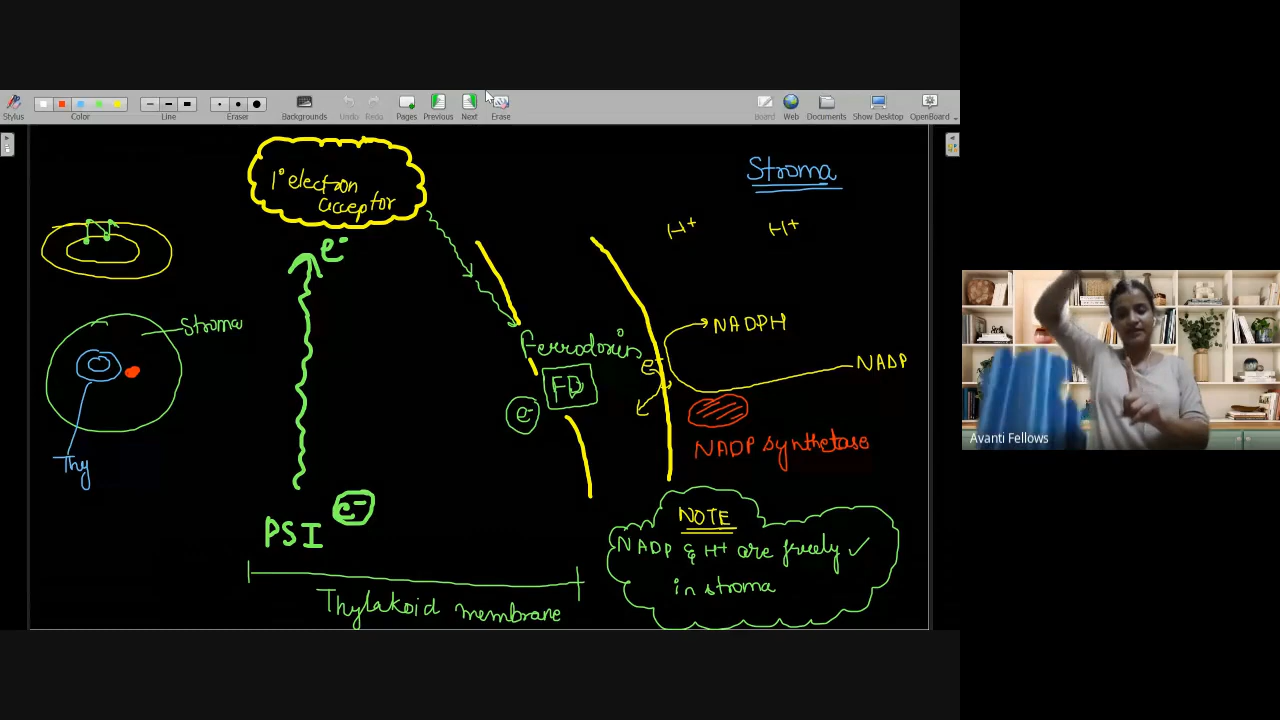 Stylus
Color
Line
Eraser
Backgrounds
Undo
Redo
Pages
Previous
Next
Erase
Board
Web
Documents
Show Desktop
OpenBoard
1° electron
acceptor
e-
Stroma
H+ H+
Stroma
Thy
ferrodoxin
FD
e-
NADPH
e-
NADP
NADP synthetase
PSI e-
Thylakoid membrane
NOTE
NADP & H+ are freely ✓
in stroma
Avanti Fellows